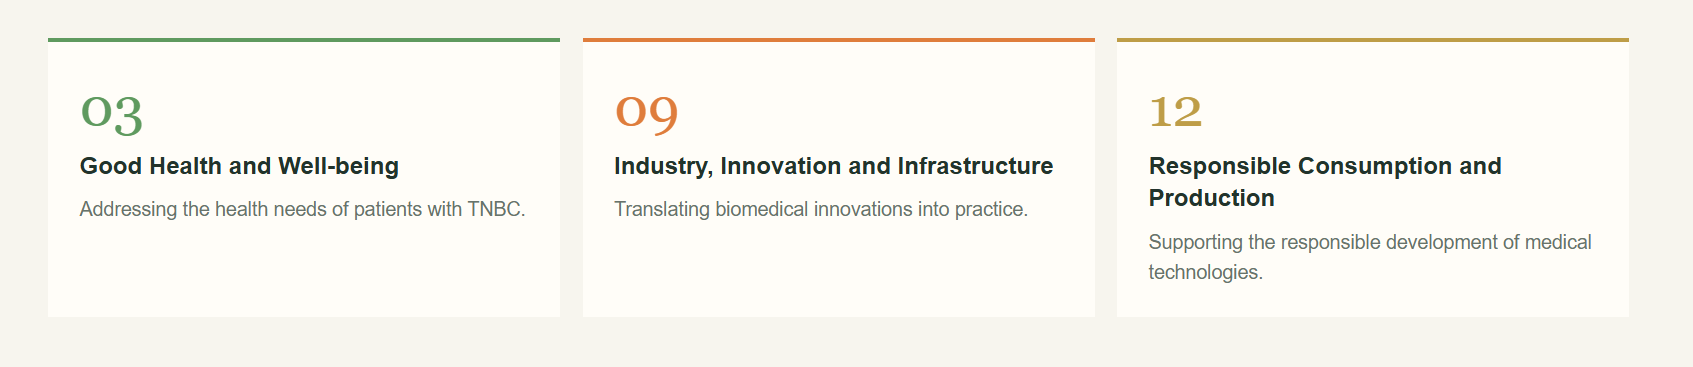 03
Good Health and Well-being
Addressing the health needs of patients with TNBC.
09
Industry, Innovation and Infrastructure
Translating biomedical innovations into practice.
12
Responsible Consumption and
Production
Supporting the responsible development of medical
technologies.